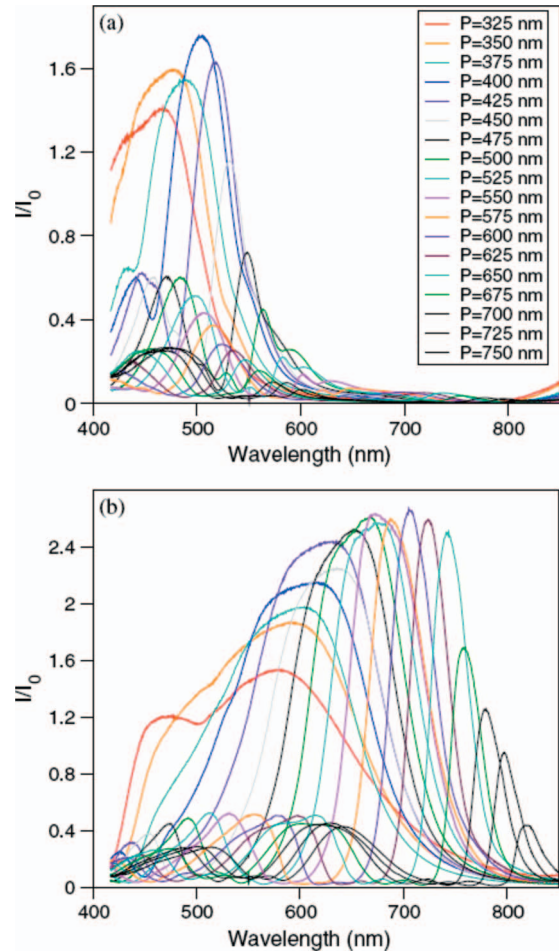 (a)
P=325 nm
P=350 nm
P=375 nm
P=400 nm
P=425 nm
P=450 nm
P=475 nm
P=500 nm
P=525 nm
P=550 nm
P=575 nm
P=600 nm
P=625 nm
P=650 nm
P=675 nm
P=700 nm
P=725 nm
P=750 nm
1.6
1.2
0.8
0.4
0
I/I0
400 500 600 700 800
Wavelength (nm)
(b)
2.4
2
1.6
1.2
0.8
0.4
0
I/I0
400 500 600 700 800
Wavelength (nm)